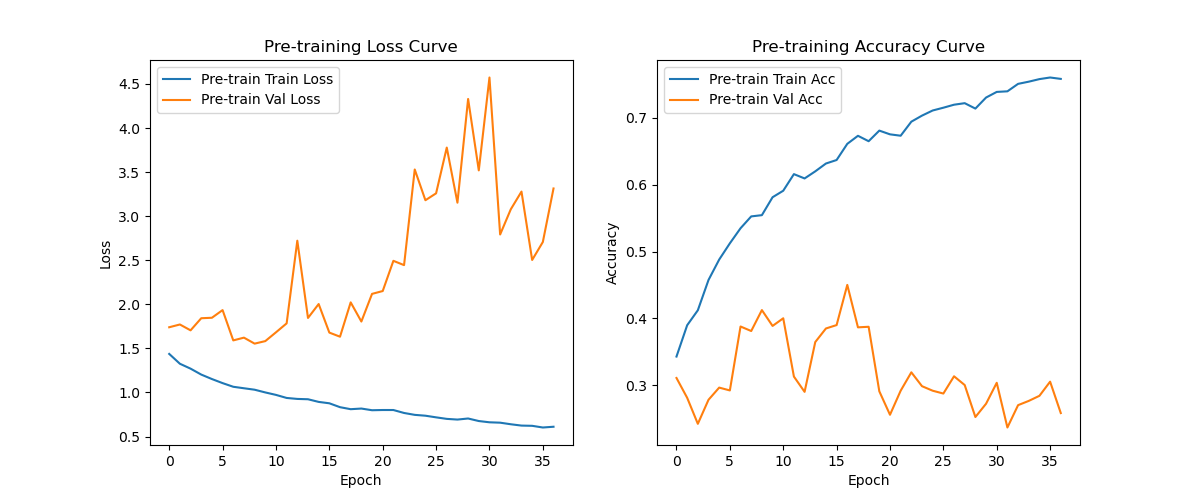 Pre-training Loss Curve
Pre-train Train Loss
Pre-train Val Loss
4.5
4.0
3.5
3.0
2.5
2.0
1.5
1.0
0.5
Loss
0 5 10 15 20 25 30 35
Epoch
Pre-training Accuracy Curve
Pre-train Train Acc
Pre-train Val Acc
0.7
0.6
0.5
0.4
0.3
Accuracy
0 5 10 15 20 25 30 35
Epoch